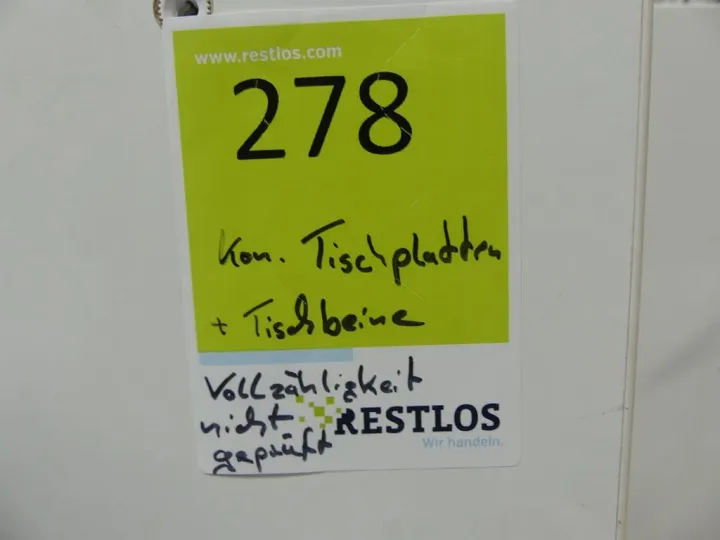 www.restlos.com
278
Kon. Tischplatten
+ Tischbeine
Vollzähligkeit
nicht
geprüft
RESTLOS
Wir handeln.